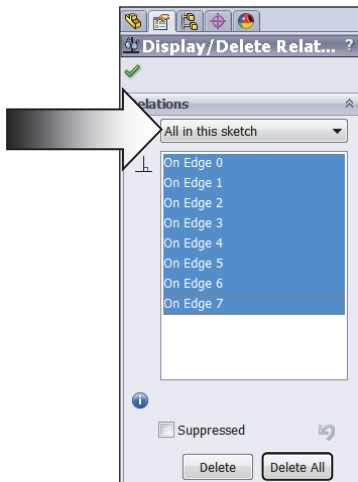 Display/Delete Relat... ?
Relations
All in this sketch
On Edge 0
On Edge 1
On Edge 2
On Edge 3
On Edge 4
On Edge 5
On Edge 6
On Edge 7
Suppressed
Delete Delete All